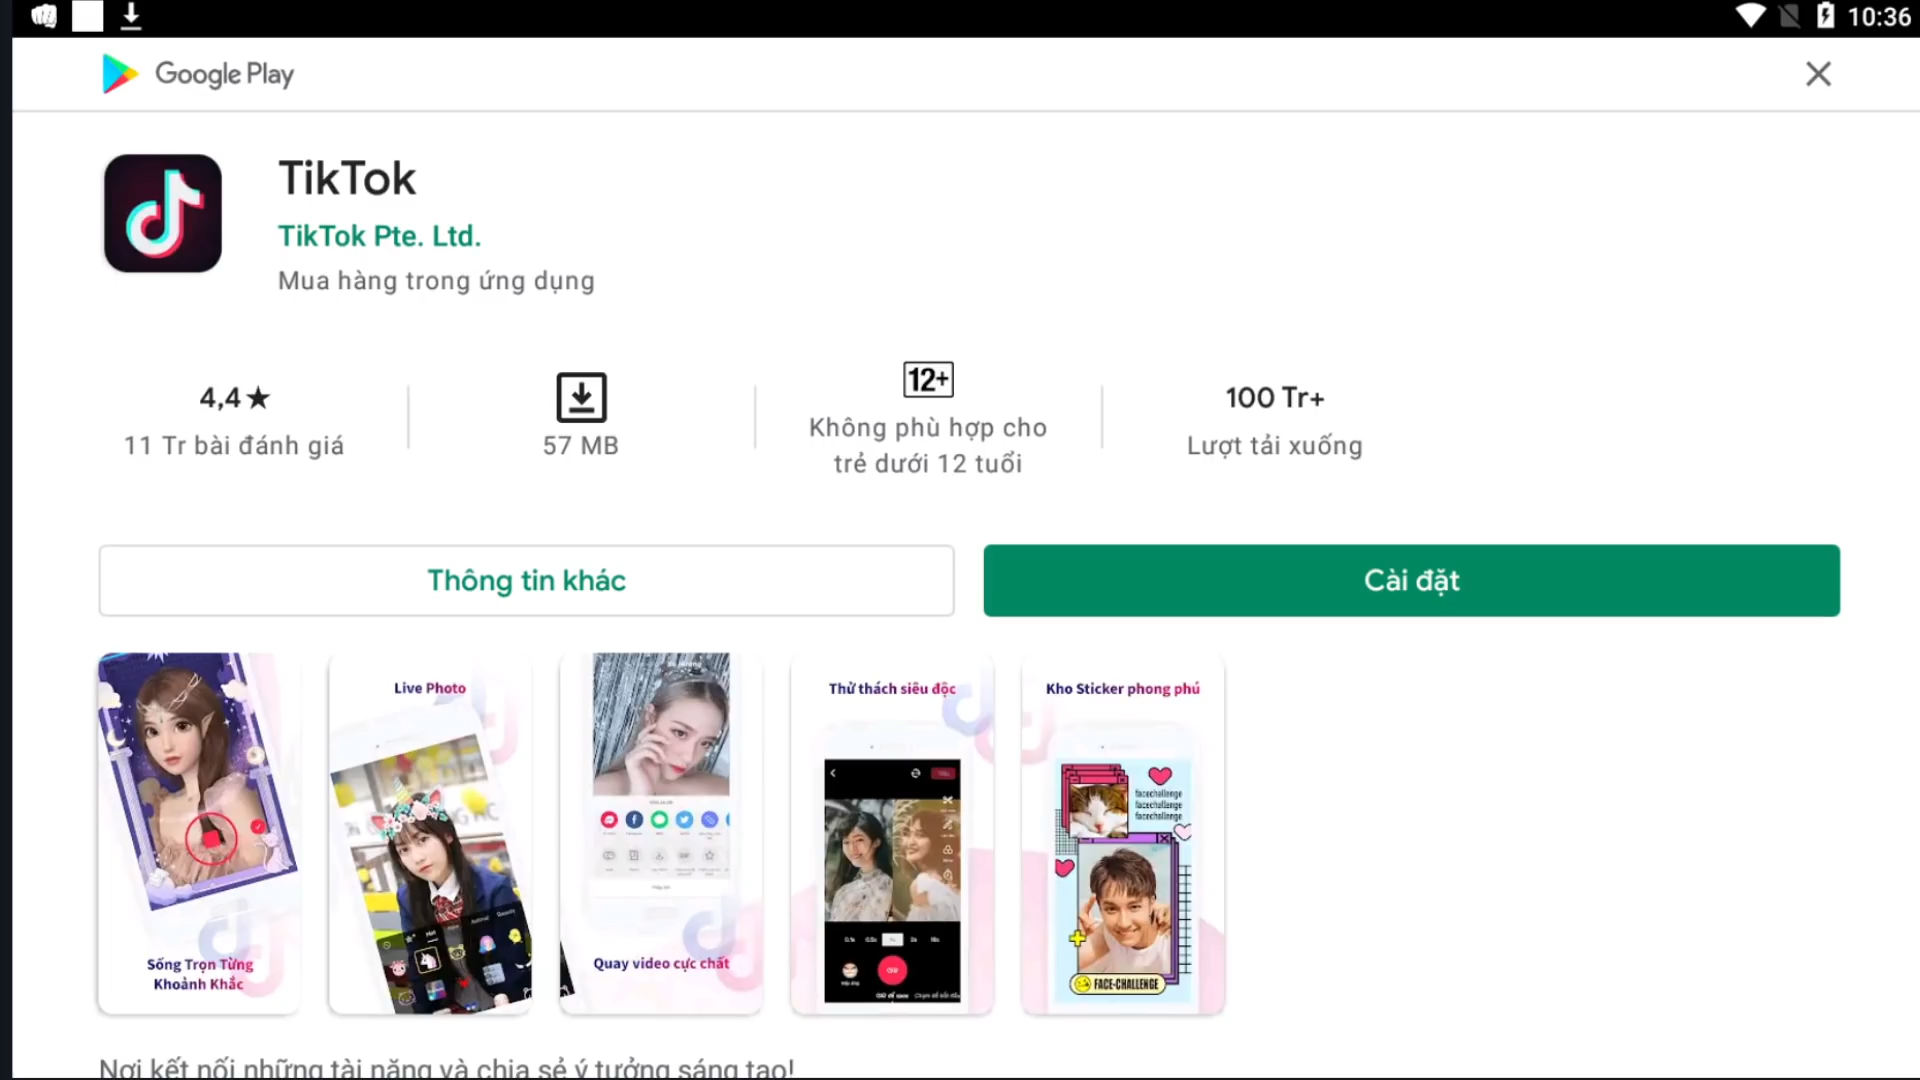 10:36
Google Play
TikTok
TikTok Pte. Ltd.
Mua hàng trong ứng dụng
4,4★
11 Tr bài đánh giá
57 MB
12+
Không phù hợp cho
trẻ dưới 12 tuổi
100 Tr+
Lượt tải xuống
Thông tin khác
Cài đặt
Sống Trọn Từng
Khoảnh Khắc
Live Photo
Quay video cực chất
Thử thách siêu độc
Kho Sticker phong phú
facechallenge
facechallenge
facechallenge
FACE-CHALLENGE
Nơi kết nối những tài năng và chia sẻ ý tưởng sáng tạo!